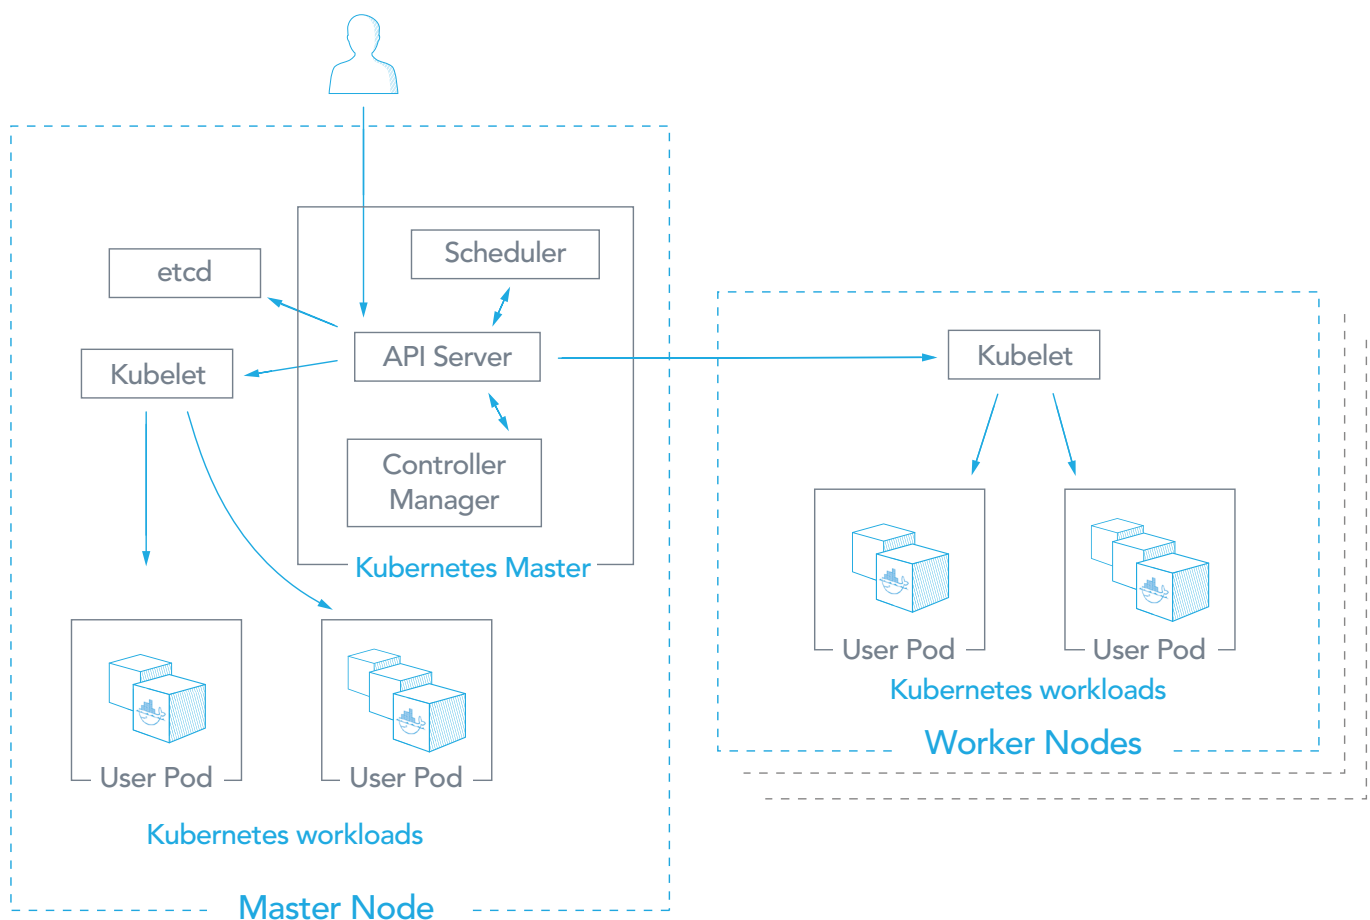 Scheduler
etcd
API Server
Kubelet
Controller
Manager
Kubernetes Master
User Pod
User Pod
Kubernetes workloads
Master Node
Kubelet
User Pod
User Pod
Kubernetes workloads
Worker Nodes